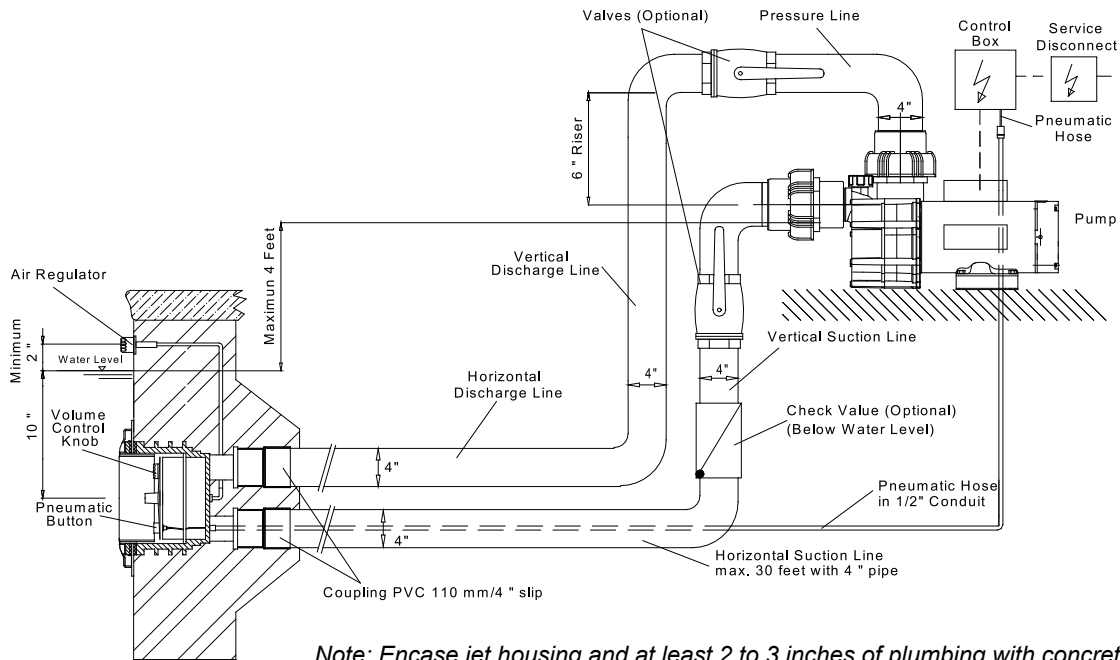 Valves (Optional)
Pressure Line
Control
Box
Service
Disconnect
4"
Pneumatic
Hose
6 " Riser
Pump
Maximun 4 Feet
Vertical
Discharge Line
Air Regulator
Minimum
2 "
Water Level
Vertical Suction Line
4"
4"
Horizontal
Discharge Line
10 "
Volume
Control
Knob
Check Value (Optional)
(Below Water Level)
4"
Pneumatic Hose
in 1/2" Conduit
Pneumatic
Button
4"
Horizontal Suction Line
max. 30 feet with 4 " pipe
Coupling PVC 110 mm/4 " slip
Note: Encase jet housing and at least 2 to 3 inches of plumbing with concrete